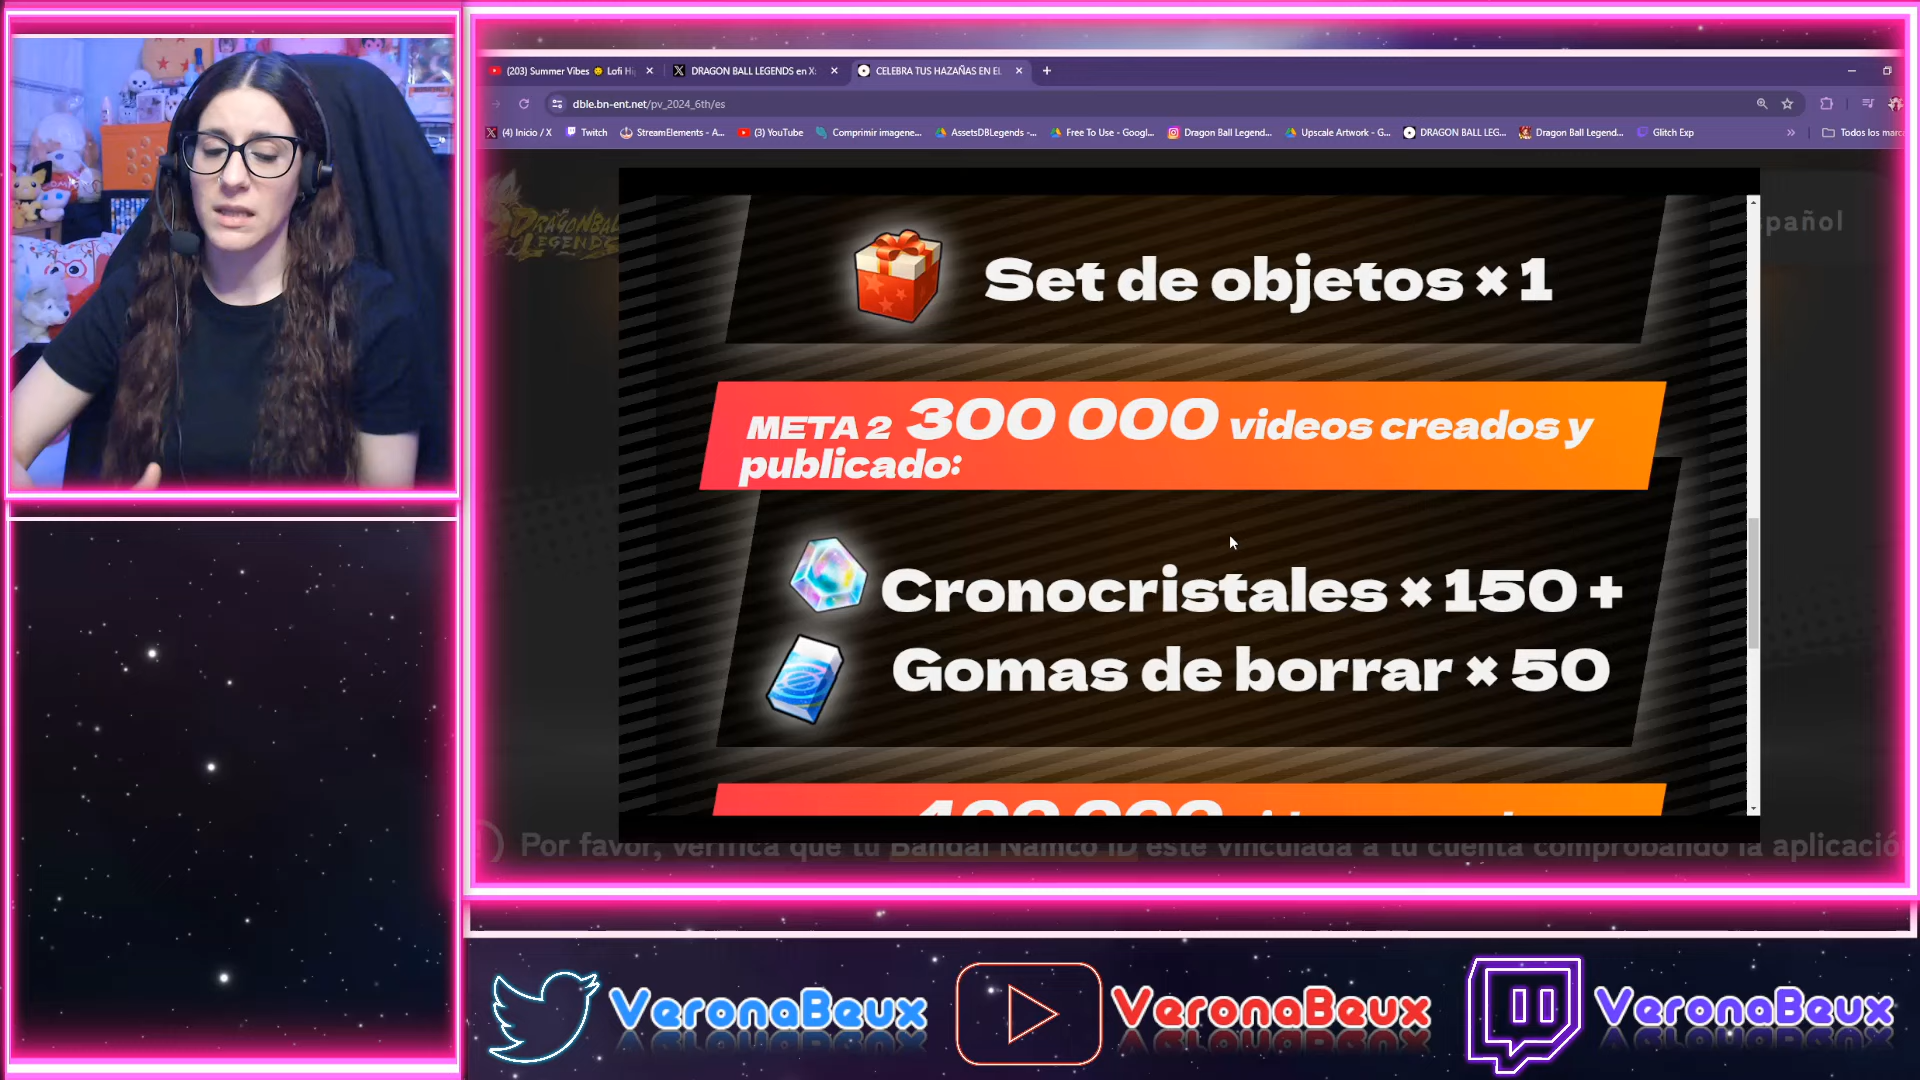 (203) Summer Vibes Lofi Hi
DRAGON BALL LEGENDS en X:
CELEBRA TUS HAZAÑAS EN EL
dble.bn-ent.net/pv_2024_6th/es
(4) Inicio / X
Twitch
StreamElements - A...
(3) YouTube
Comprimir imagene...
AssetsDBLegends -...
Free To Use - Googl...
Dragon Ball Legend...
Upscale Artwork - G...
DRAGON BALL LEG...
Dragon Ball Legend...
Glitch Exp
»
Todos los marc
DRAGONBALL
LEGENDS
pañol
Set de objetos × 1
META 2 300 000 videos creados y
publicado:
Cronocristales × 150 +
Gomas de borrar × 50
400 000
Por favor, verifica que tu Bandai Namco ID esté vinculada a tu cuenta comprobando la aplicació
VeronaBeux
VeronaBeux
VeronaBeux